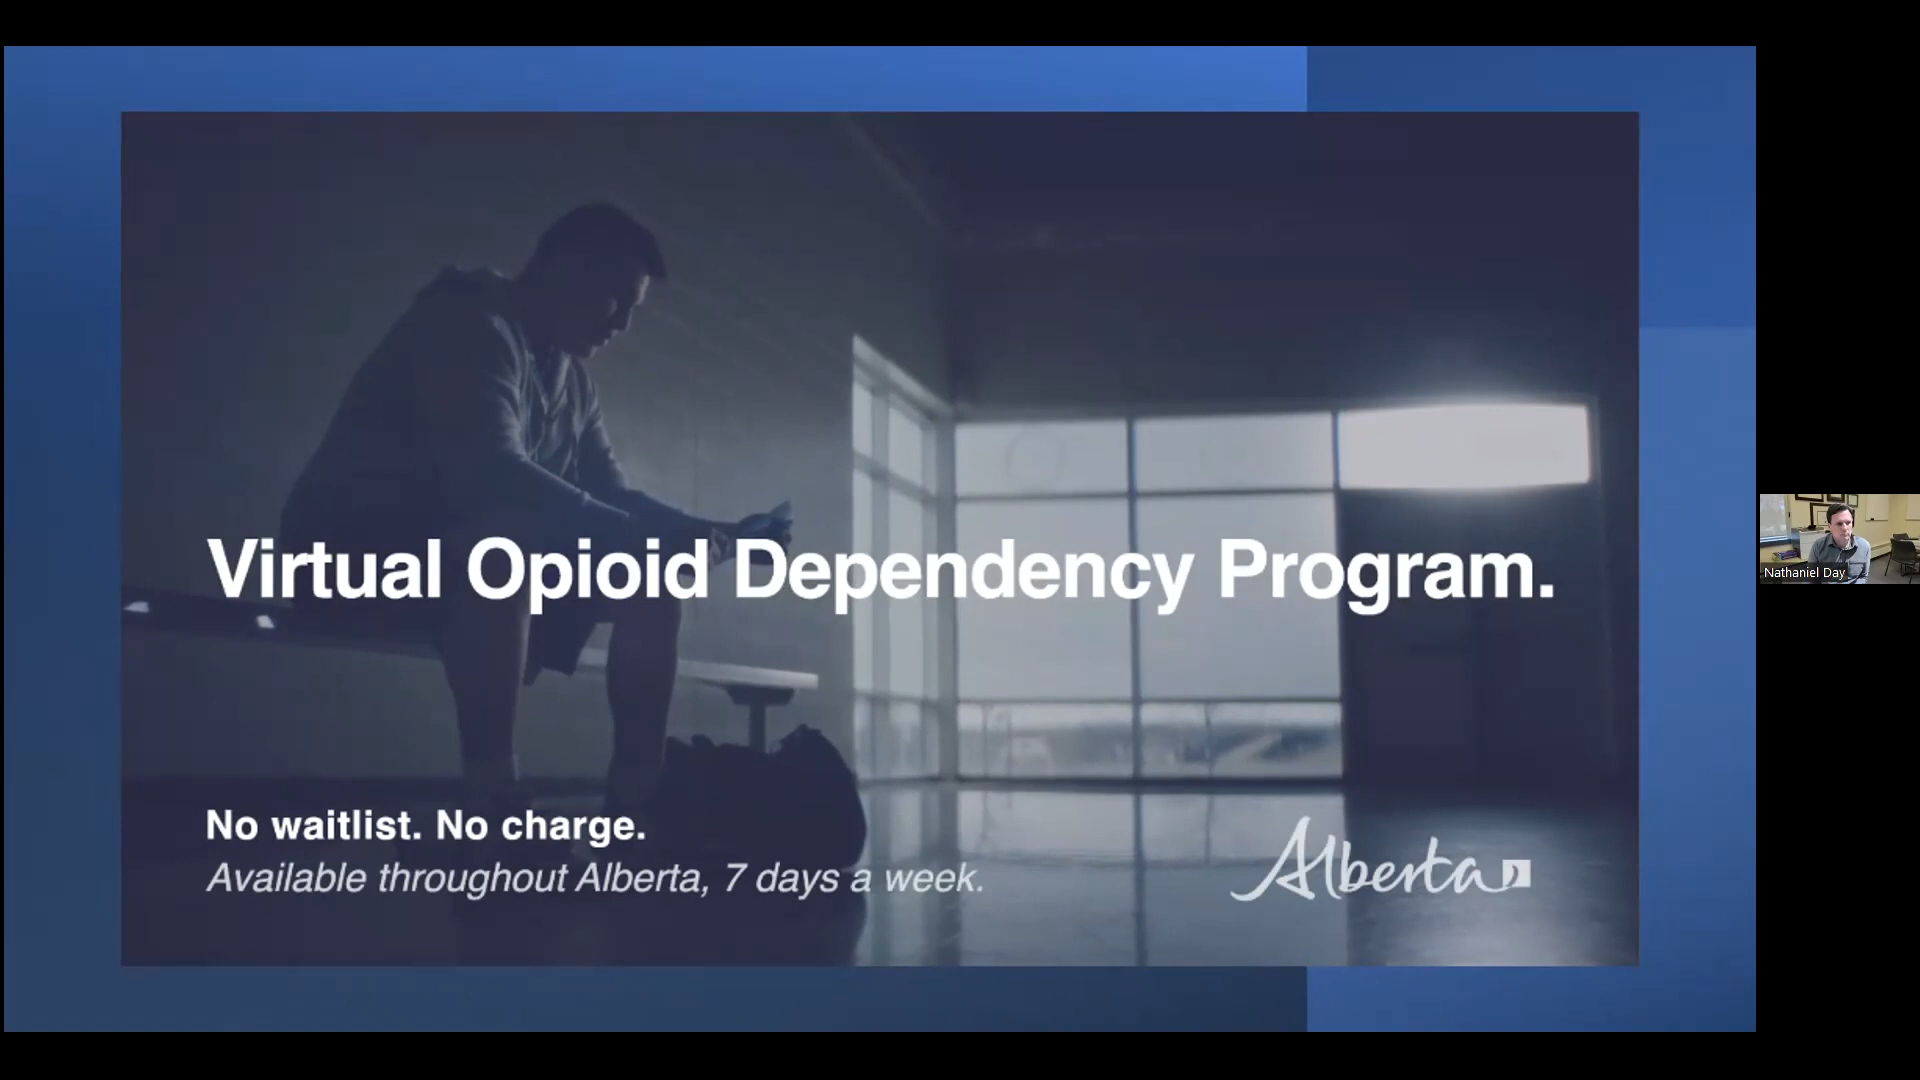 Virtual Opioid Dependency Program.
No waitlist. No charge.
Available throughout Alberta, 7 days a week.
Alberta
Nathaniel Day